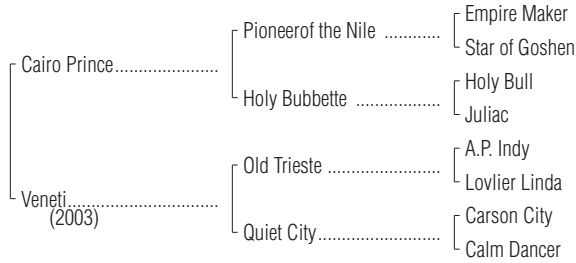 Empire Maker
Pioneerof the Nile ............
Star of Goshen
Cairo Prince.....................
Holy Bull
Holy Bubbette ..................
Juliac
A.P. Indy
Old Trieste ........................
Lovlier Linda
Veneti..............................
(2003)
Carson City
Quiet City.........................
Calm Dancer